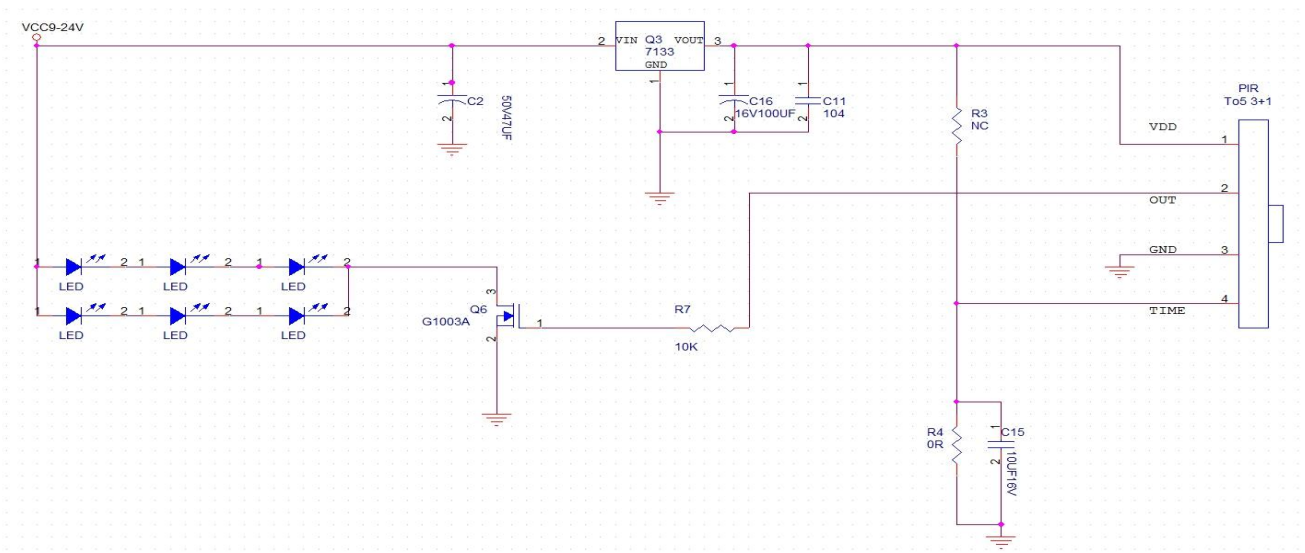 VCC9-24V
2 VIN Q3 VOUT 3
7133
GND
1
1
C2
2
50V47UF
1
C16
16V100UF
2
1
C11
104
2
R3
NC
PIR
To5 3+1
VDD
1
2
OUT
GND
3
4
TIME
1 2 1 2 1 2
LED LED LED
1 2 1 2 1 2
LED LED LED
3
Q6
G1003A
1
2
R7
10K
R4
0R
1
C15
2
10UF16V